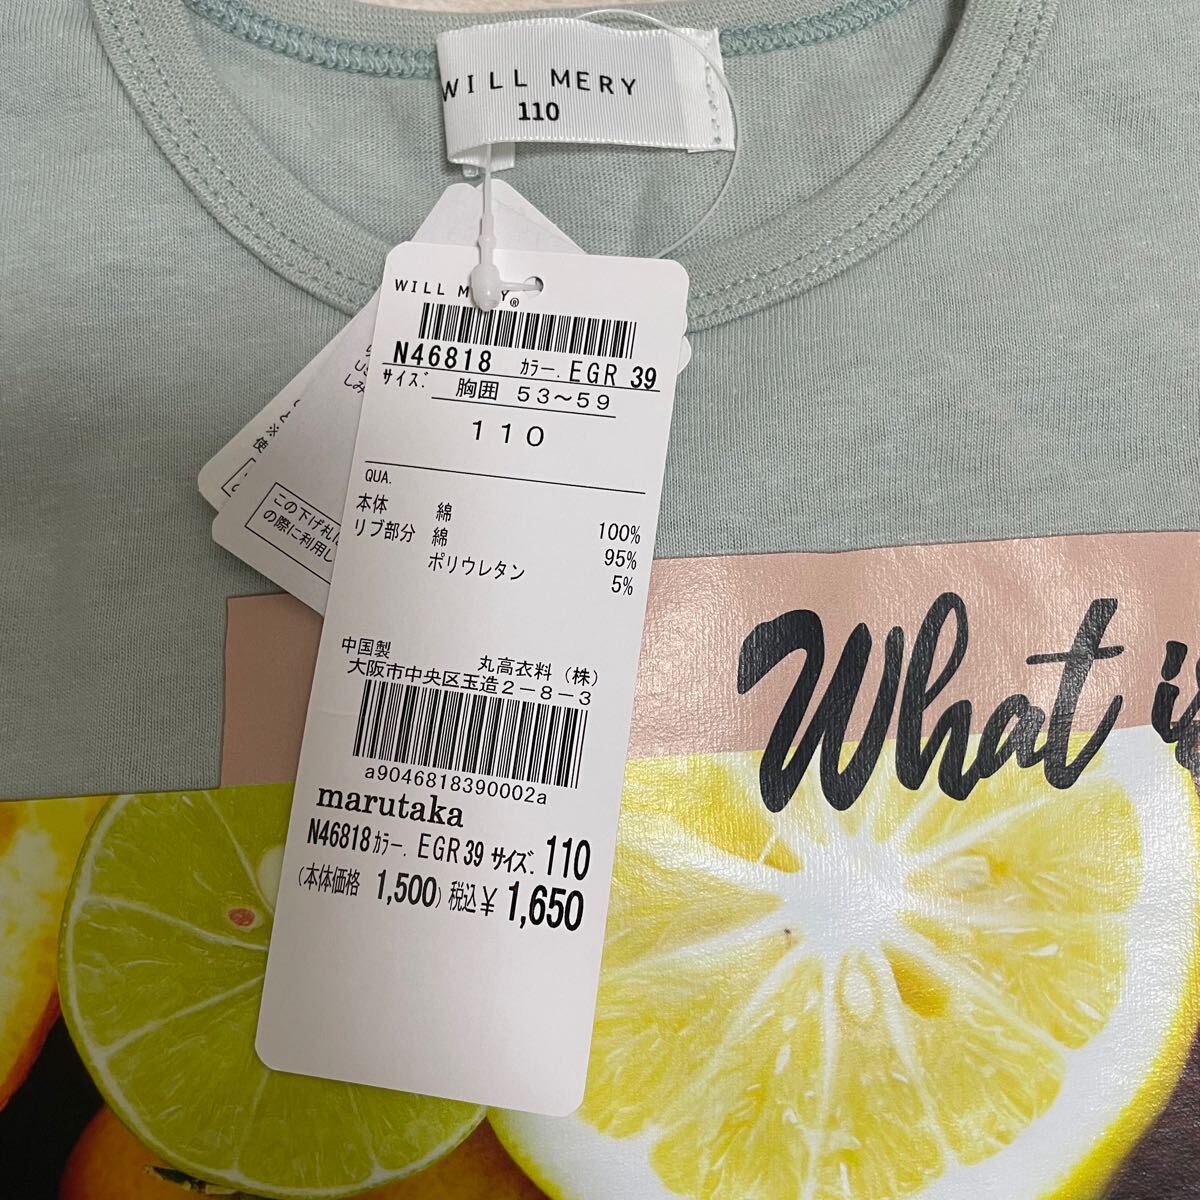 WILL MERY
110
WILL MERY®
N46818 カラー. EGR 39
サイズ. 胸囲 53〜59
110
QUA.
本体 綿 100%
リブ部分 綿 95%
ポリウレタン 5%
中国製 丸高衣料（株）
大阪市中央区玉造2-8-3
a9046818390002a
marutaka
N46818 カラー. EGR 39 サイズ. 110
(本体価格 1,500) 税込¥ 1,650
この下げ札
の際に利用し
What is